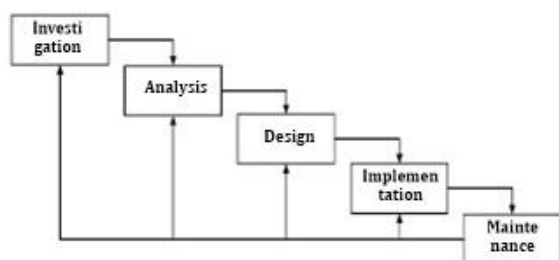 Investi
gation
Analysis
Design
Implemen
tation
Mainte
nance